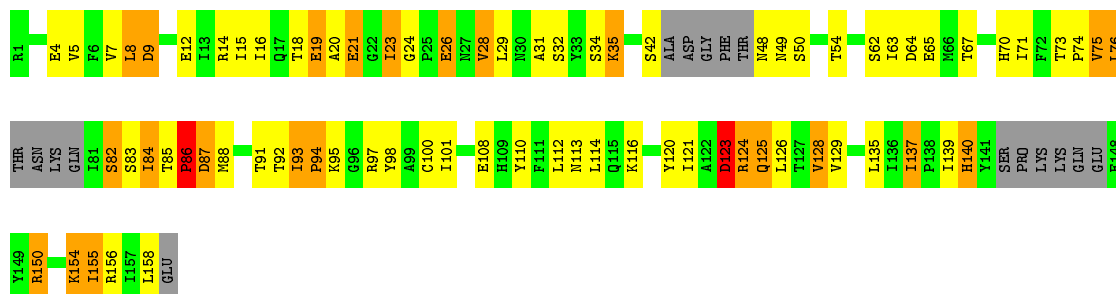 R1 E4 V5 F6 V7 L8 D9 E12 I13 R14 I15 I16 Q17 T18 E19 A20 E21 G22 I23 G24 P25 E26 N27 V28 L29 N30 A31 S32 Y33 S34 K35 S42 ALA ASP GLY PHE THR N48 N49 S50 T54 S62 I63 D64 E65 M66 T67 H70 I71 F72 T73 P74 V75 L76
THR ASN LYS GLN I81 S82 S83 I84 T85 P86 D87 M88 T91 T92 I93 P94 K95 G96 R97 Y98 A99 C100 I101 E108 H109 Y110 F111 L112 N113 L114 Q115 K116 Y120 I121 A122 D123 R124 Q125 L126 T127 V128 V129 L135 I136 I137 P138 I139 H140 Y141 SER PRO LYS LYS GLN GLU E148
Y149 R150 K154 I155 R156 I157 L158 GLU